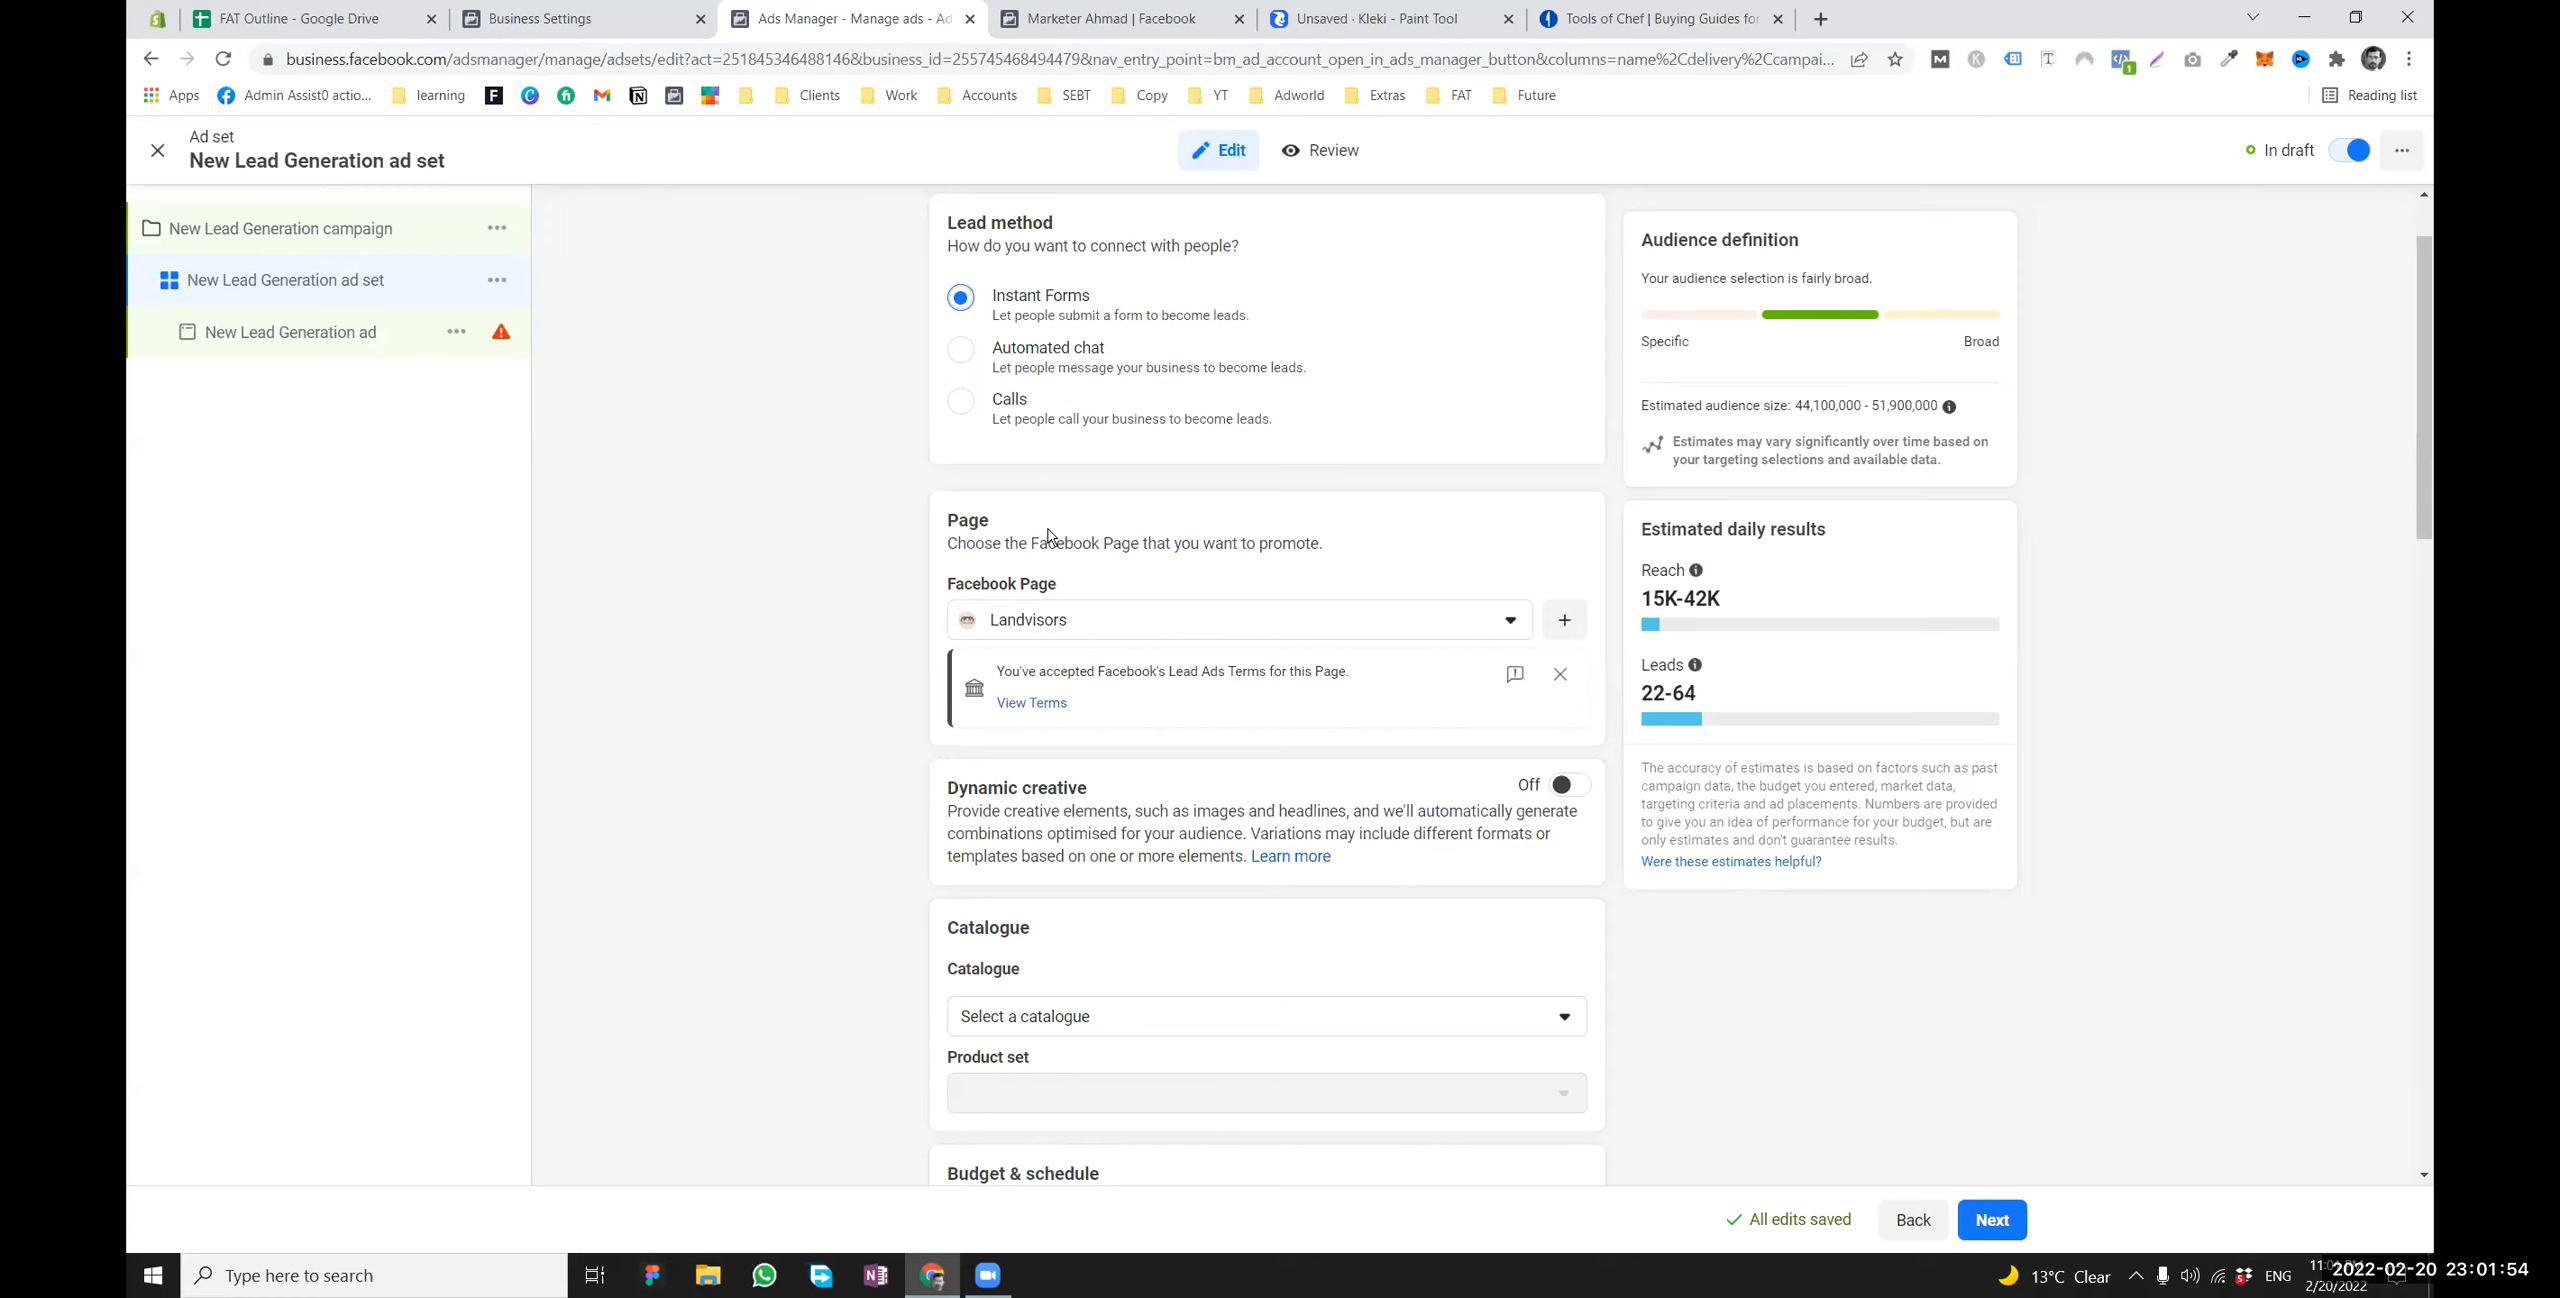 FAT Outline - Google Drive
Business Settings
Ads Manager - Manage ads - Ad
Marketer Ahmad | Facebook
Unsaved · Kleki - Paint Tool
Tools of Chef | Buying Guides for
business.facebook.com/adsmanager/manage/adsets/edit?act=251845346488146&business_id=255745468494479&nav_entry_point=bm_ad_account_open_in_ads_manager_button&columns=name%2Cdelivery%2Ccampai...
Apps
Admin Assist0 actio...
learning
Clients
Work
Accounts
SEBT
Copy
YT
Adworld
Extras
FAT
Future
Reading list
Ad set
New Lead Generation ad set
Edit
Review
In draft
New Lead Generation campaign
New Lead Generation ad set
New Lead Generation ad
Lead method
How do you want to connect with people?
Instant Forms
Let people submit a form to become leads.
Automated chat
Let people message your business to become leads.
Calls
Let people call your business to become leads.
Page
Choose the Facebook Page that you want to promote.
Facebook Page
Landvisors
You've accepted Facebook's Lead Ads Terms for this Page.
View Terms
Dynamic creative
Off
Provide creative elements, such as images and headlines, and we'll automatically generate
combinations optimised for your audience. Variations may include different formats or
templates based on one or more elements. Learn more
Catalogue
Catalogue
Select a catalogue
Product set
Budget & schedule
Audience definition
Your audience selection is fairly broad.
Specific
Broad
Estimated audience size: 44,100,000 - 51,900,000
Estimates may vary significantly over time based on
your targeting selections and available data.
Estimated daily results
Reach
15K-42K
Leads
22-64
The accuracy of estimates is based on factors such as past
campaign data, the budget you entered, market data,
targeting criteria and ad placements. Numbers are provided
to give you an idea of performance for your budget, but are
only estimates and don't guarantee results.
Were these estimates helpful?
All edits saved
Back
Next
Type here to search
13°C Clear
ENG
2/20/2022
2022-02-20 23:01:54